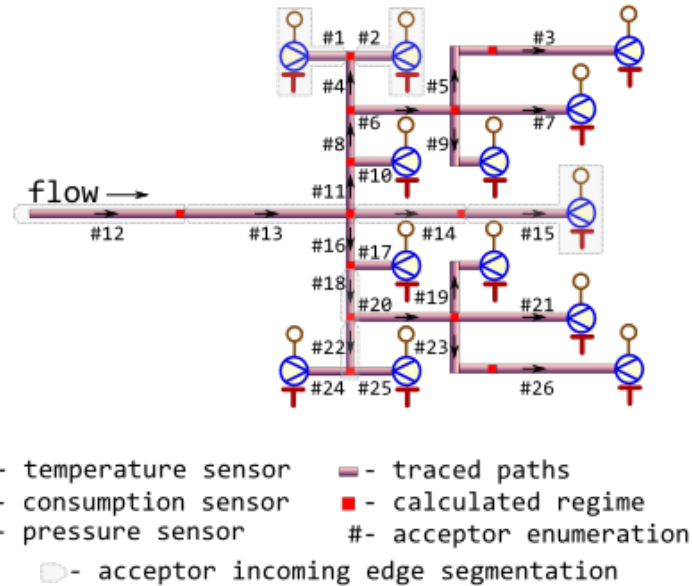 #1 #2 #3
#4 #5
#6 #7
#8 #9
#10
flow #11
#12 #13 #14 #15
#16 #17
#18 #19
#20 #21
#22 #23
#24 #25 #26
- temperature sensor - traced paths
- consumption sensor - calculated regime
- pressure sensor #- acceptor enumeration
- acceptor incoming edge segmentation